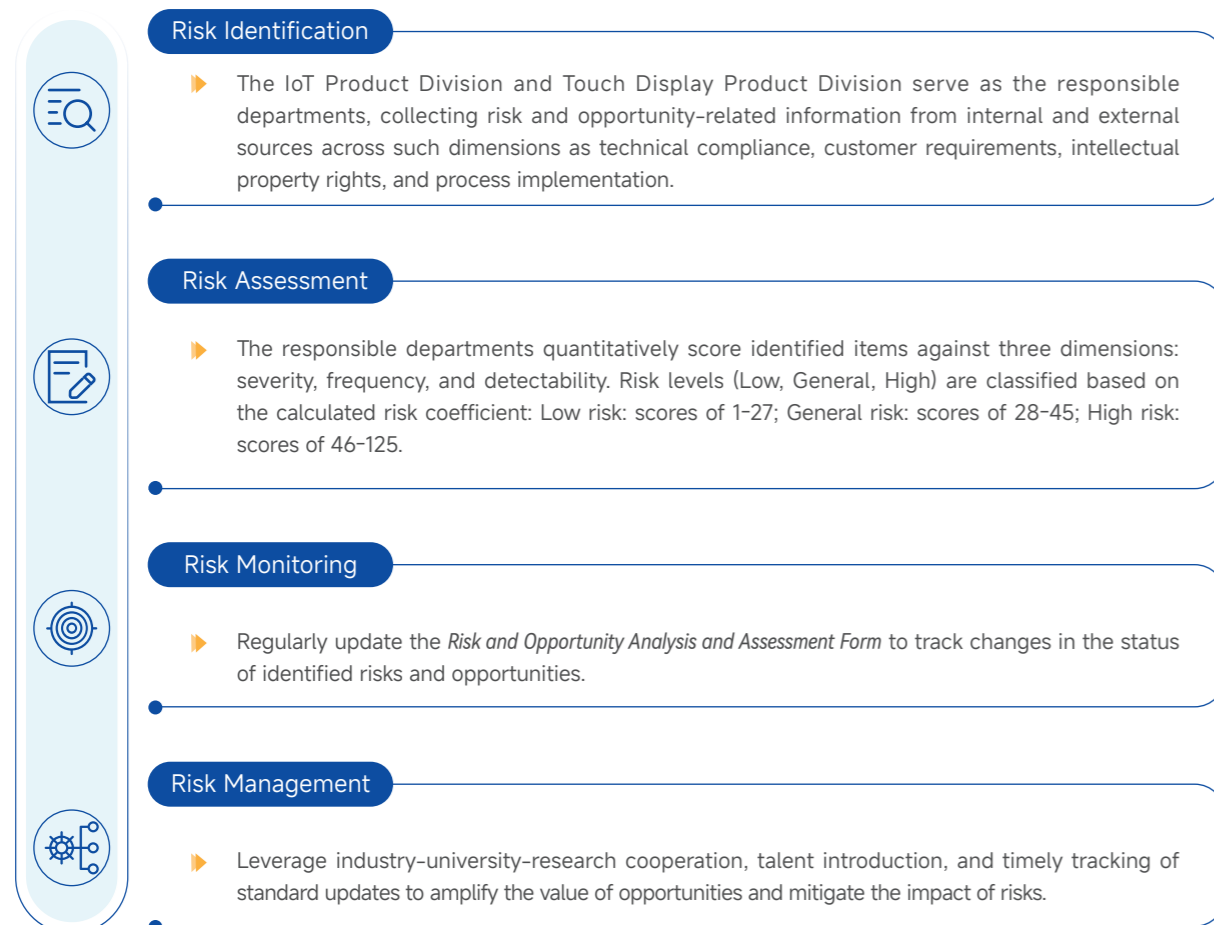 Risk Identification
The IoT Product Division and Touch Display Product Division serve as the responsible
departments, collecting risk and opportunity-related information from internal and external
sources across such dimensions as technical compliance, customer requirements, intellectual
property rights, and process implementation.
Risk Assessment
The responsible departments quantitatively score identified items against three dimensions:
severity, frequency, and detectability. Risk levels (Low, General, High) are classified based on
the calculated risk coefficient: Low risk: scores of 1-27; General risk: scores of 28-45; High risk:
scores of 46-125.
Risk Monitoring
Regularly update the Risk and Opportunity Analysis and Assessment Form to track changes in the status
of identified risks and opportunities.
Risk Management
Leverage industry-university-research cooperation, talent introduction, and timely tracking of
standard updates to amplify the value of opportunities and mitigate the impact of risks.